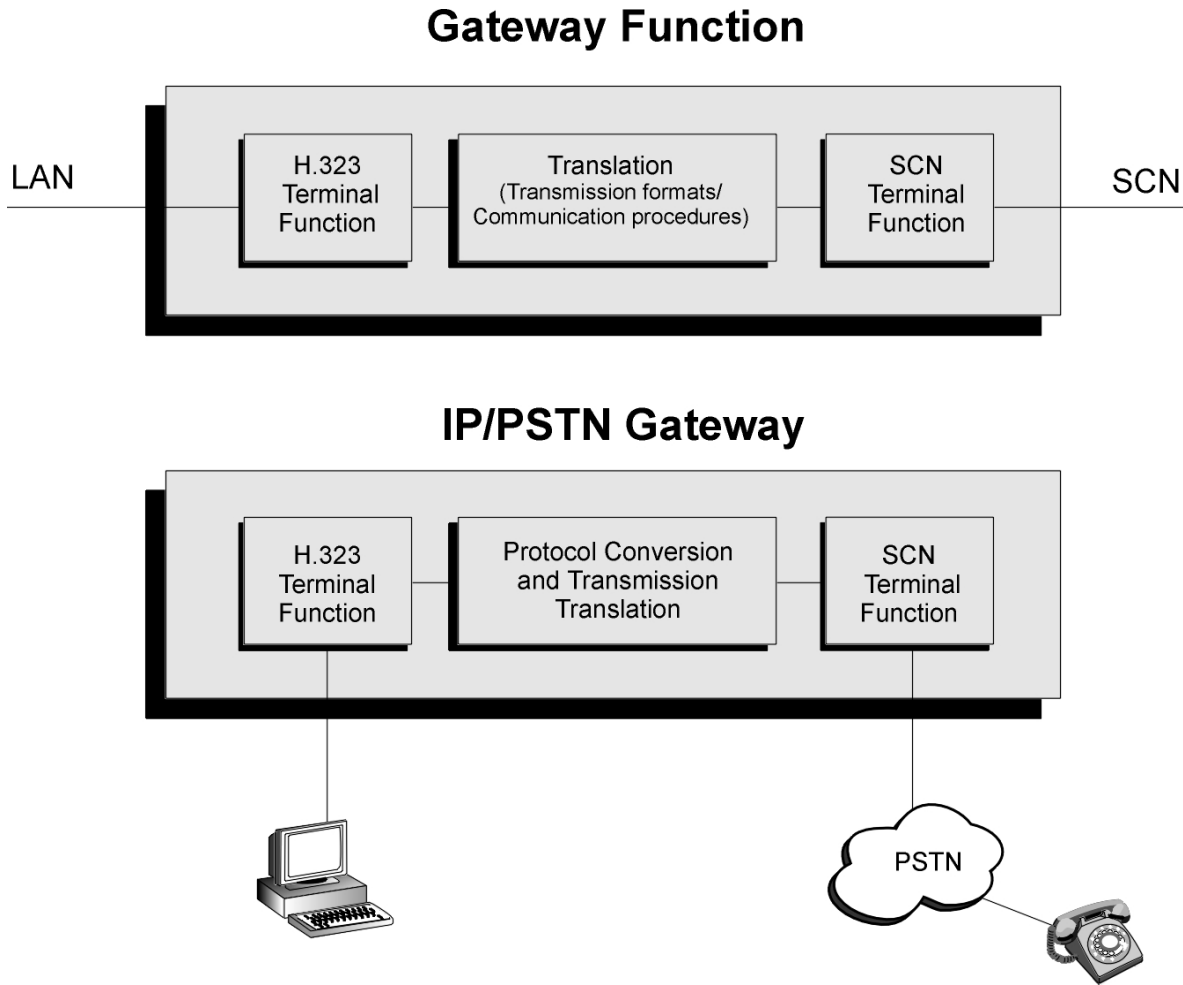 Gateway Function
LAN
H.323
Terminal
Function
Translation
(Transmission formats/
Communication procedures)
SCN
Terminal
Function
SCN
IP/PSTN Gateway
H.323
Terminal
Function
Protocol Conversion
and Transmission
Translation
SCN
Terminal
Function
PSTN